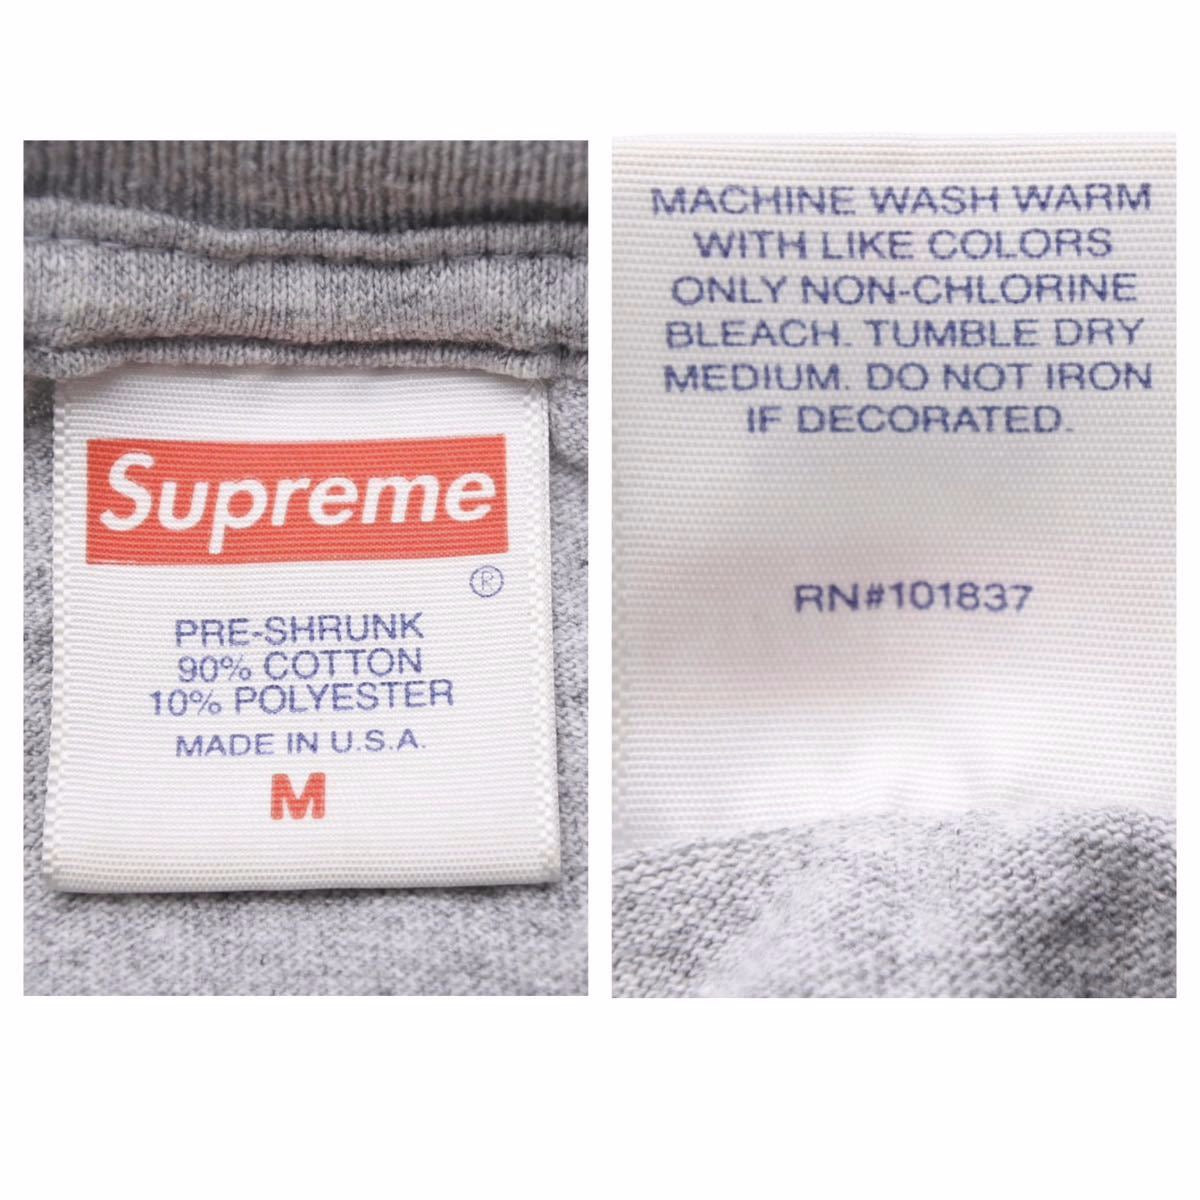 Supreme
®
PRE-SHRUNK
90% COTTON
10% POLYESTER
MADE IN U.S.A.
M
MACHINE WASH WARM
WITH LIKE COLORS
ONLY NON-CHLORINE
BLEACH. TUMBLE DRY
MEDIUM. DO NOT IRON
IF DECORATED.
RN#101837